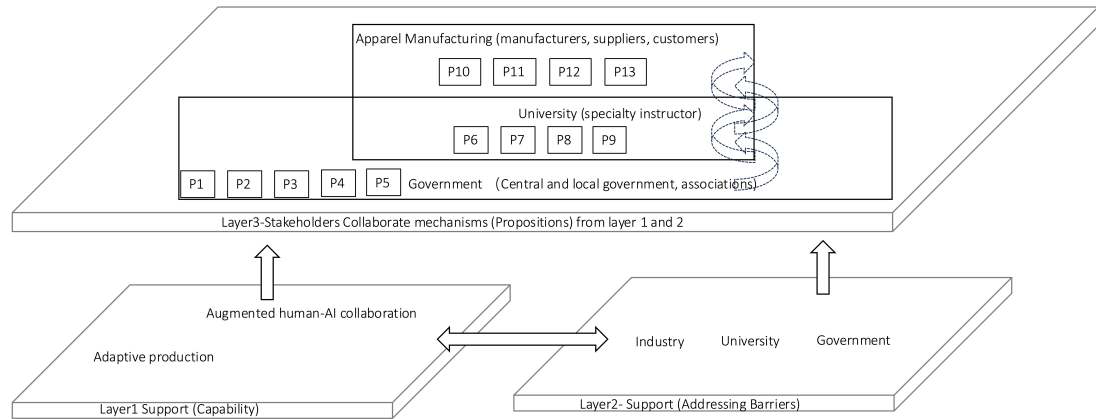 Apparel Manufacturing (manufacturers, suppliers, customers)
P10 P11 P12 P13
University (specialty instructor)
P6 P7 P8 P9
P1 P2 P3 P4 P5 Government （Central and local government, associations)
Layer3-Stakeholders Collaborate mechanisms (Propositions) from layer 1 and 2
Augmented human-AI collaboration
Adaptive production
Layer1 Support (Capability)
Industry University Government
Layer2- Support (Addressing Barriers)